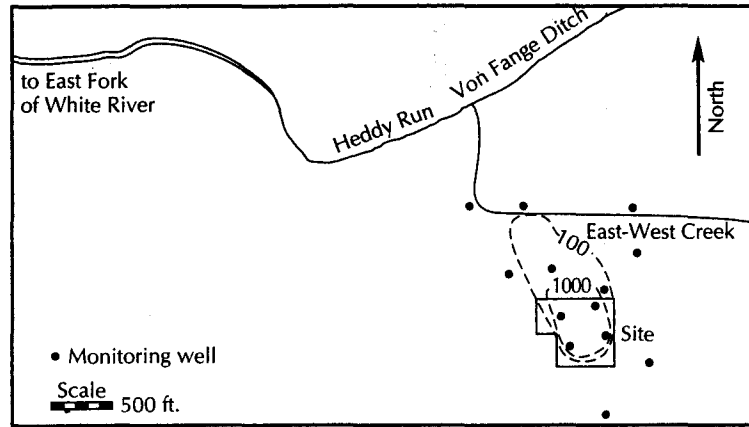 to East Fork
of White River
Heddy Run
Von Fange Ditch
North
East-West Creek
100
1000
Site
Monitoring well
Scale
500 ft.